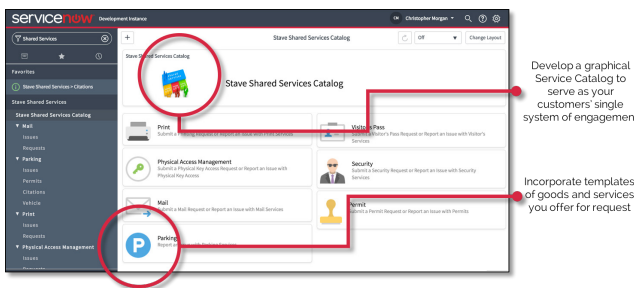 servicenow Development Instance
CM Christopher Morgan
Shared Services
Stave Shared Services Catalog
Off
Change Layout
Favorites
Stave Shared Services > Citations
Stave Shared Services
Stave Shared Services Catalog
Mail
Issues
Requests
Parking
Issues
Permits
Citations
Vehicle
Print
Issues
Requests
Physical Access Management
Issues
Requests
Stave Shared Services Catalog
Stave Shared Services Catalog
Print
Submit a Printing Request or Report an Issue with Print Services
Visitors Pass
Submit a Visitor's Pass Request or Report an Issue with Visitor's
Services
Physical Access Management
Submit a Physical Key Access Request or Report an Issue with
Physical Key Access
Security
Submit a Security Request or Report an Issue with Security
Services
Mail
Submit a Mail Request or Report an Issue with Mail Services
Permit
Submit a Permit Request or Report an Issue with Permits
Parking
P
Develop a graphical
Service Catalog to
serve as your
customers' single
system of engagemen
Incorporate templates
of goods and services
you offer for request